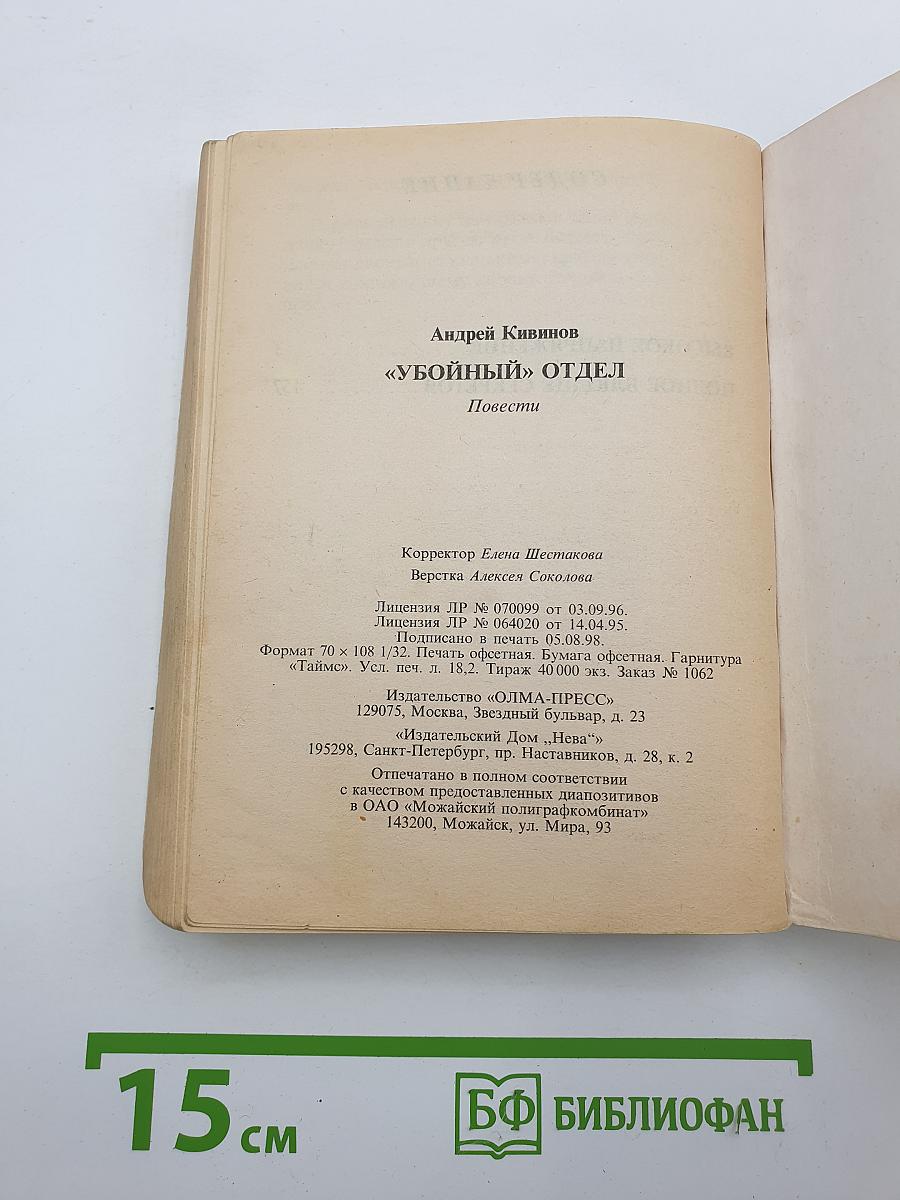 Андрей Кивинов
«УБОЙНЫЙ» ОТДЕЛ
Повести
Корректор Елена Шестакова
Верстка Алексея Соколова
Лицензия ЛР № 070099 от 03.09.96.
Лицензия ЛР № 064020 от 14.04.95.
Подписано в печать 05.08.98.
Формат 70 × 108 1/32. Печать офсетная. Бумага офсетная. Гарнитура
«Таймс». Усл. печ. л. 18,2. Тираж 40 000 экз. Заказ № 1062
Издательство «ОЛМА-ПРЕСС»
129075, Москва, Звездный бульвар, д. 23
«Издательский Дом „Нева“»
195298, Санкт-Петербург, пр. Наставников, д. 28, к. 2
Отпечатано в полном соответствии
с качеством предоставленных диапозитивов
в ОАО «Можайский полиграфкомбинат»
143200, Можайск, ул. Мира, 93
15 см
БФ БИБЛИОФАН